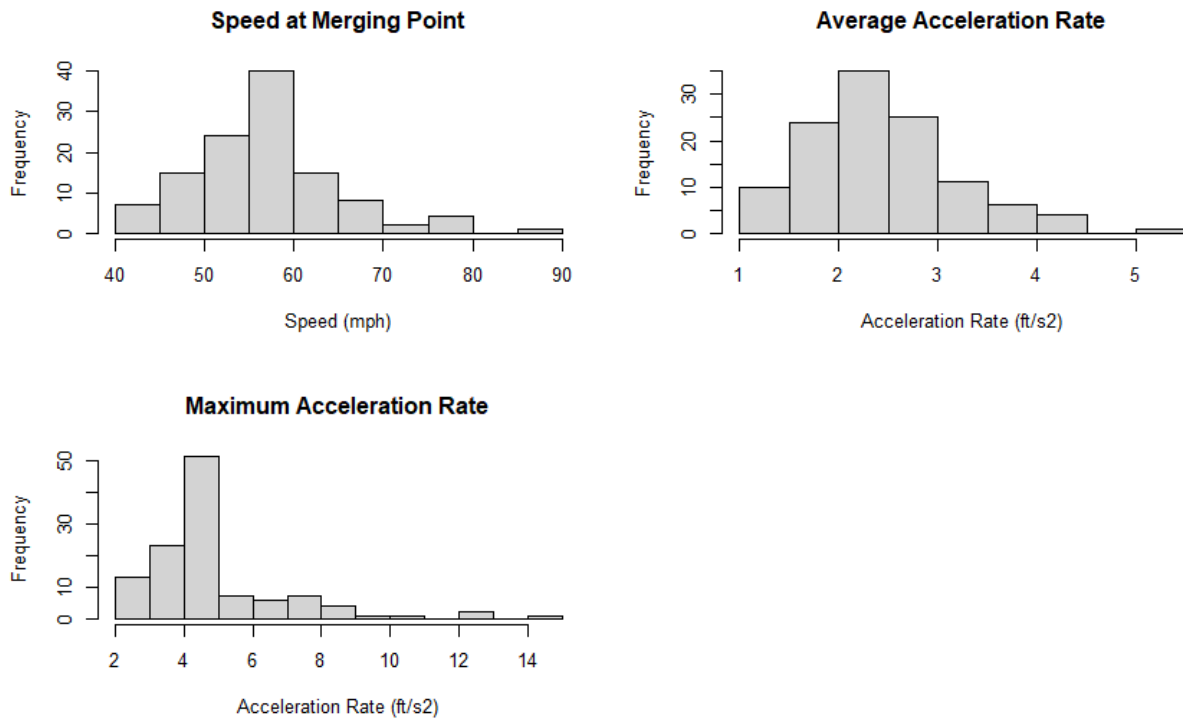 Speed at Merging Point
Frequency
0 10 20 30 40
40 50 60 70 80 90
Speed (mph)
Average Acceleration Rate
Frequency
0 10 20 30
1 2 3 4 5
Acceleration Rate (ft/s2)
Maximum Acceleration Rate
Frequency
0 10 30 50
2 4 6 8 10 12 14
Acceleration Rate (ft/s2)